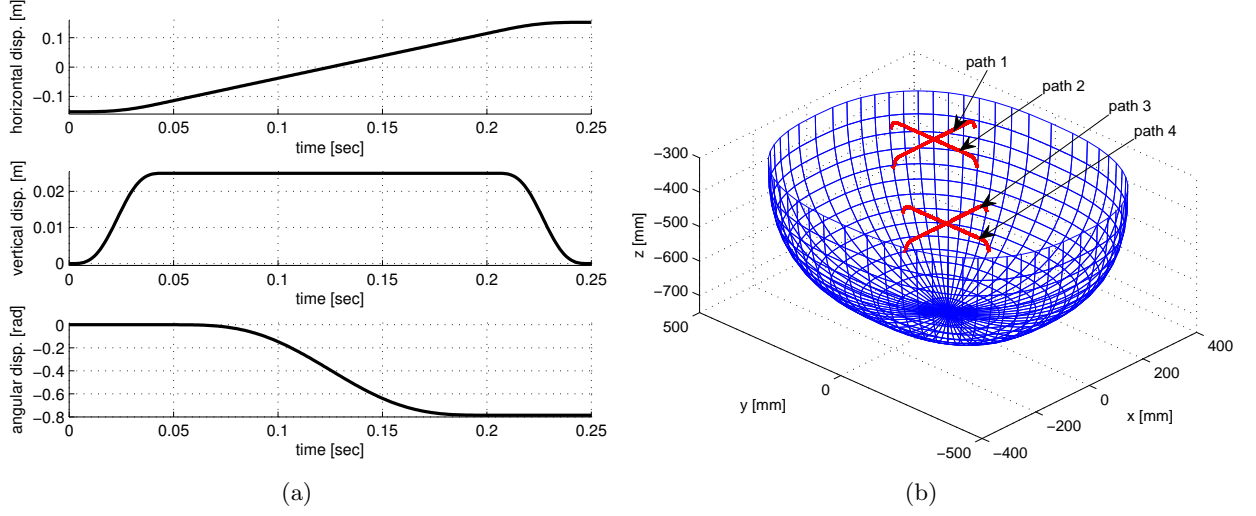 horizontal disp. [m]
0.1
0
−0.1
0 0.05 0.1 0.15 0.2 0.25
time [sec]
vertical disp. [m]
0.02
0.01
0
0 0.05 0.1 0.15 0.2 0.25
time [sec]
angular disp. [rad]
0
−0.2
−0.4
−0.6
−0.8
0 0.05 0.1 0.15 0.2 0.25
time [sec]
(a)
path 1
path 2
path 3
path 4
z [mm]
−300
−400
−500
−600
−700
500
0
−500
y [mm]
−400
−200
0
200
400
x [mm]
(b)